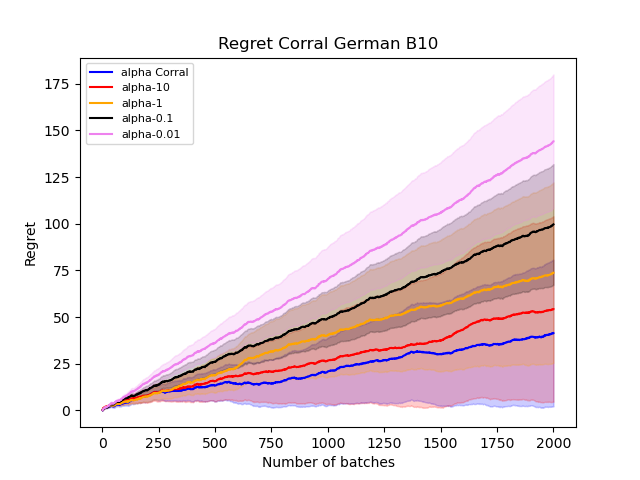 Regret Corral German B10
alpha Corral
alpha-10
alpha-1
alpha-0.1
alpha-0.01
Regret
175
150
125
100
75
50
25
0
0 250 500 750 1000 1250 1500 1750 2000
Number of batches